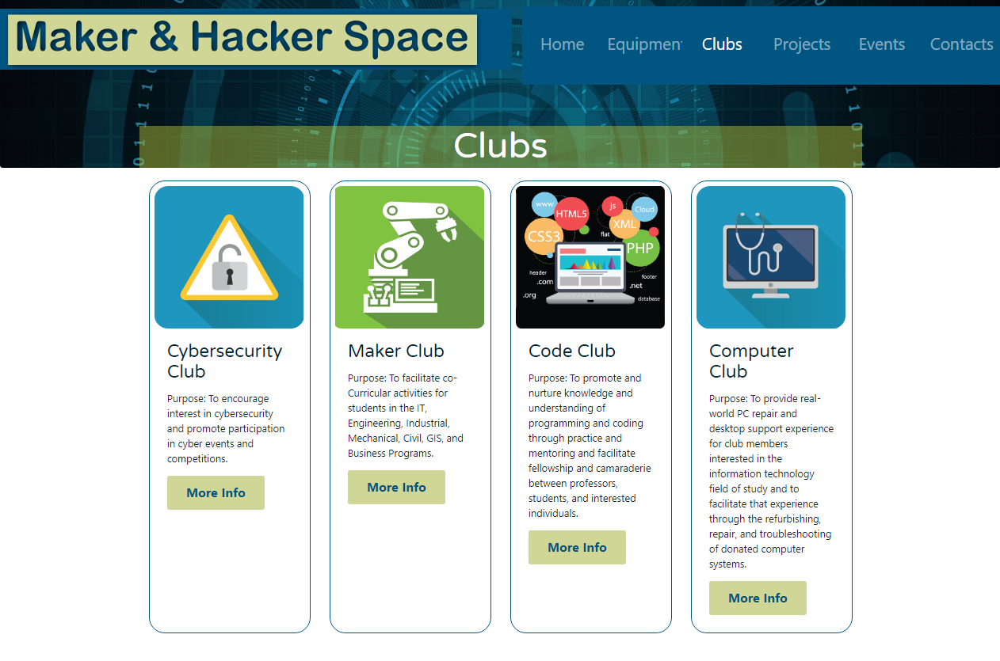 Maker & Hacker Space
Home Equipmen Clubs Projects Events Contacts
Clubs
www
HTML5
js
Cloud
CSS3
XML
flat
PHP
header
.com
footer
.net
.org
database
Cybersecurity
Club
Purpose: To encourage
interest in cybersecurity
and promote participation
in cyber events and
competitions.
More Info
Maker Club
Purpose: To facilitate co-
Curricular activities for
students in the IT,
Engineering, Industrial,
Mechanical, Civil, GIS, and
Business Programs.
More Info
Code Club
Purpose: To promote and
nurture knowledge and
understanding of
programming and coding
through practice and
mentoring and facilitate
fellowship and camaraderie
between professors,
students, and interested
individuals.
More Info
Computer
Club
Purpose: To provide real-
world PC repair and
desktop support experience
for club members
interested in the
information technology
field of study and to
facilitate that experience
through the refurbishing,
repair, and troubleshooting
of donated computer
systems.
More Info